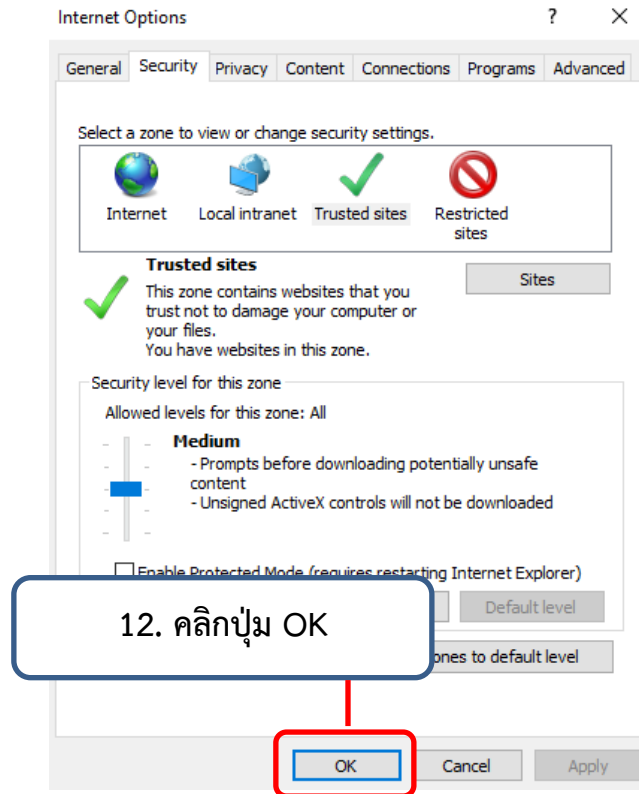 Internet Options ? ×
General Security Privacy Content Connections Programs Advanced
Select a zone to view or change security settings.
Internet Local intranet Trusted sites Restricted
sites
Trusted sites
Sites
This zone contains websites that you
trust not to damage your computer or
your files.
You have websites in this zone.
Security level for this zone
Allowed levels for this zone: All
Medium
- Prompts before downloading potentially unsafe
content
- Unsigned ActiveX controls will not be downloaded
Enable Protected Mode (requires restarting Internet Explorer)
Default level
12. คลิกปุ่ม OK
ones to default level
OK Cancel Apply